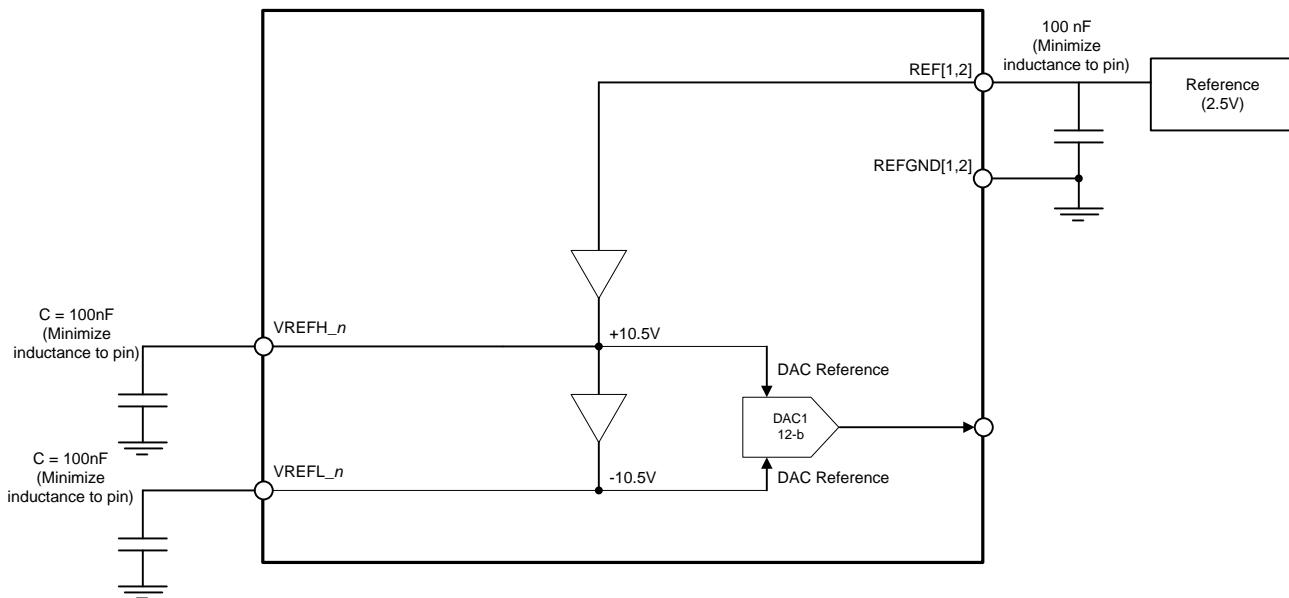 100 nF
(Minimize
inductance to pin)
REF[1,2]
Reference
(2.5V)
REFGND[1,2]
C = 100nF
(Minimize
inductance to pin)
VREFH_n
+10.5V
DAC Reference
DAC1
12-b
C = 100nF
(Minimize
inductance to pin)
VREFL_n
-10.5V
DAC Reference